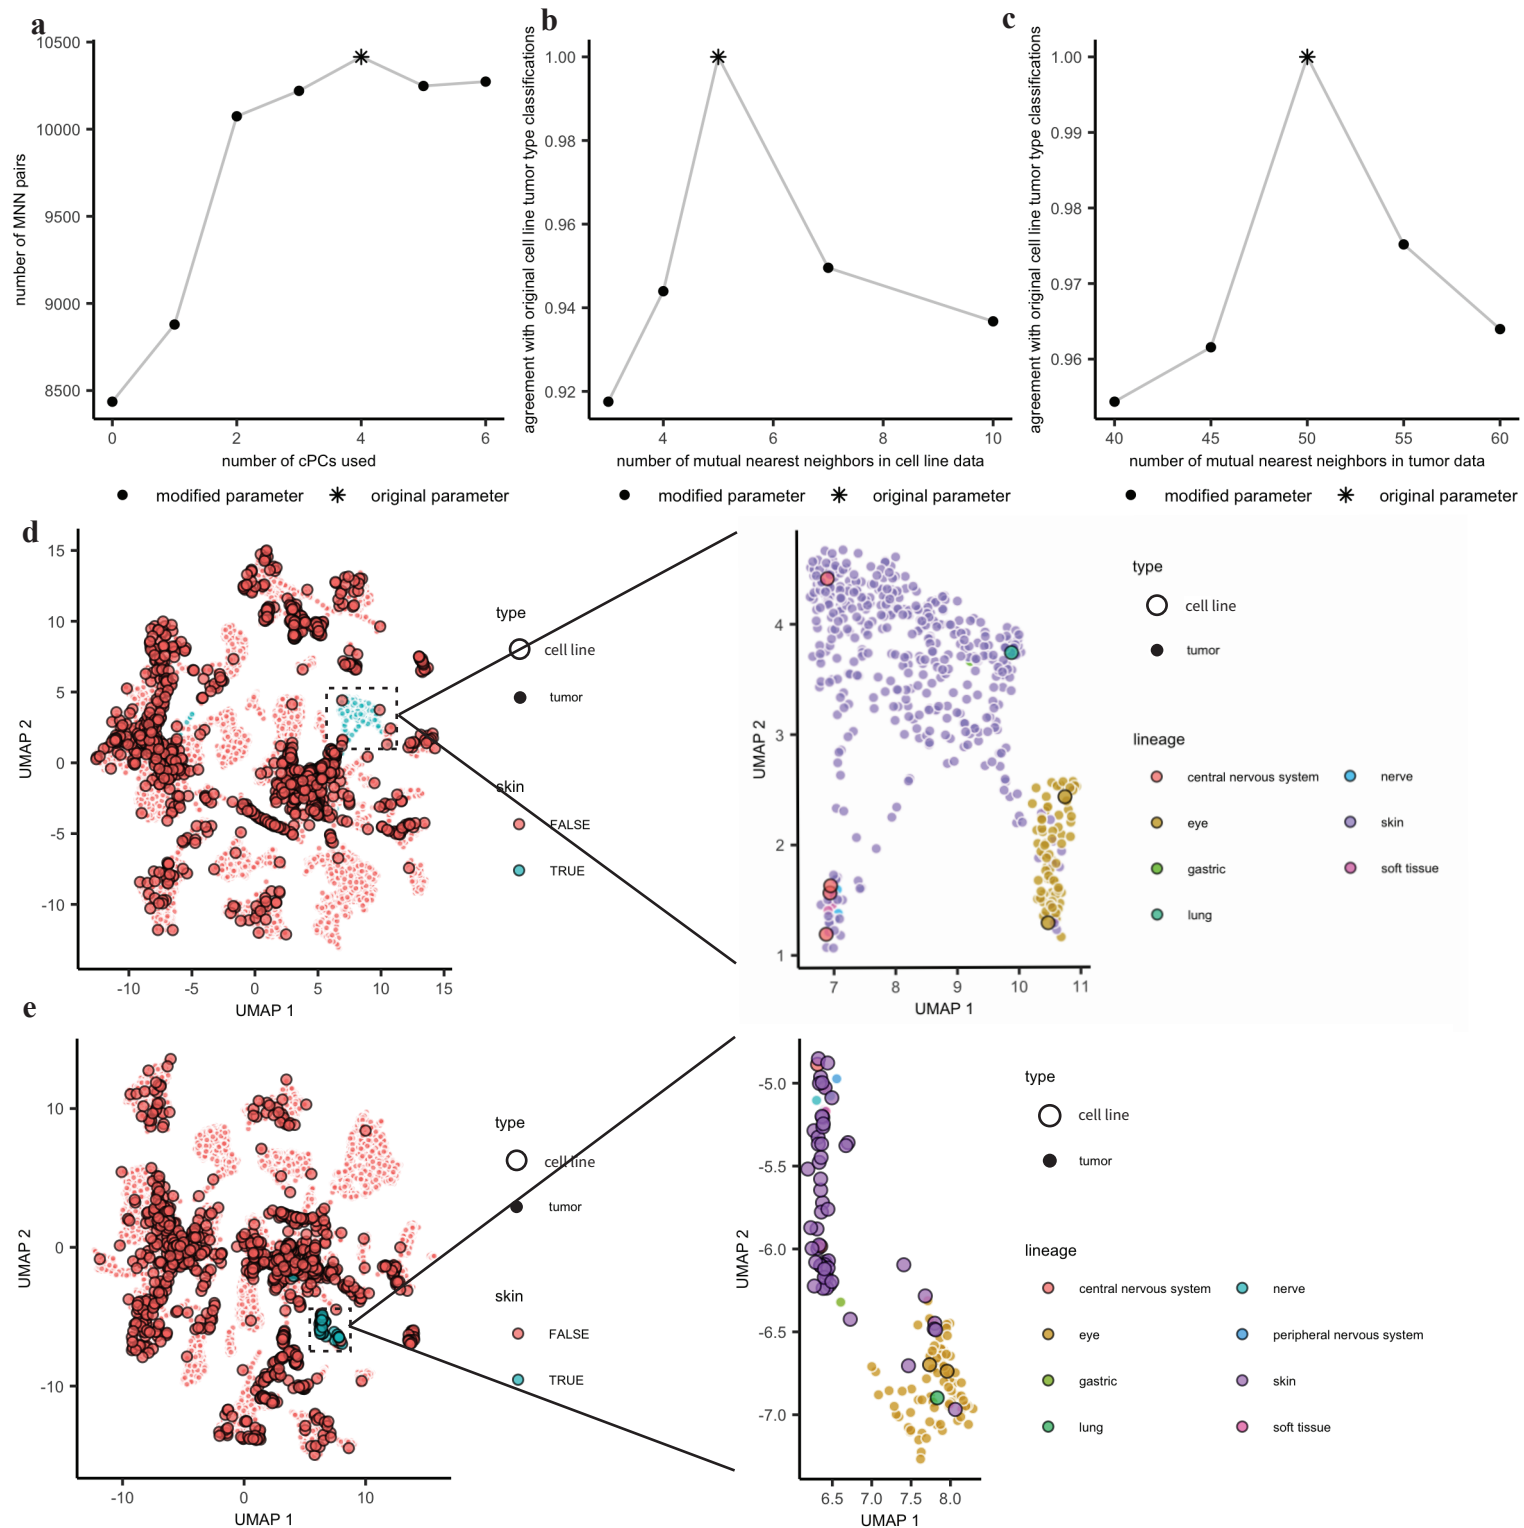 a
10500
10000
9500
9000
8500
number of MNN pairs
0 2 4 6
number of cPCs used
modified parameter original parameter
b
1.00
0.98
0.96
0.94
0.92
agreement with original cell line tumor type classifications
4 6 8 10
number of mutual nearest neighbors in cell line data
modified parameter original parameter
c
1.00
0.99
0.98
0.97
0.96
agreement with original cell line tumor type classifications
40 45 50 55 60
number of mutual nearest neighbors in tumor data
modified parameter original parameter
d
15
10
5
0
-5
-10
UMAP 2
-10 -5 0 5 10 15
UMAP 1
type
cell line
tumor
skin
FALSE
TRUE
4
3
2
1
UMAP 2
7 8 9 10 11
UMAP 1
type
cell line
tumor
lineage
central nervous system nerve
eye skin
gastric soft tissue
lung
e
10
0
-10
UMAP 2
-10 0 10
UMAP 1
type
cell line
tumor
skin
FALSE
TRUE
-5.0
-5.5
-6.0
-6.5
-7.0
UMAP 2
6.5 7.0 7.5 8.0
UMAP 1
type
cell line
tumor
lineage
central nervous system nerve
eye peripheral nervous system
gastric skin
lung soft tissue